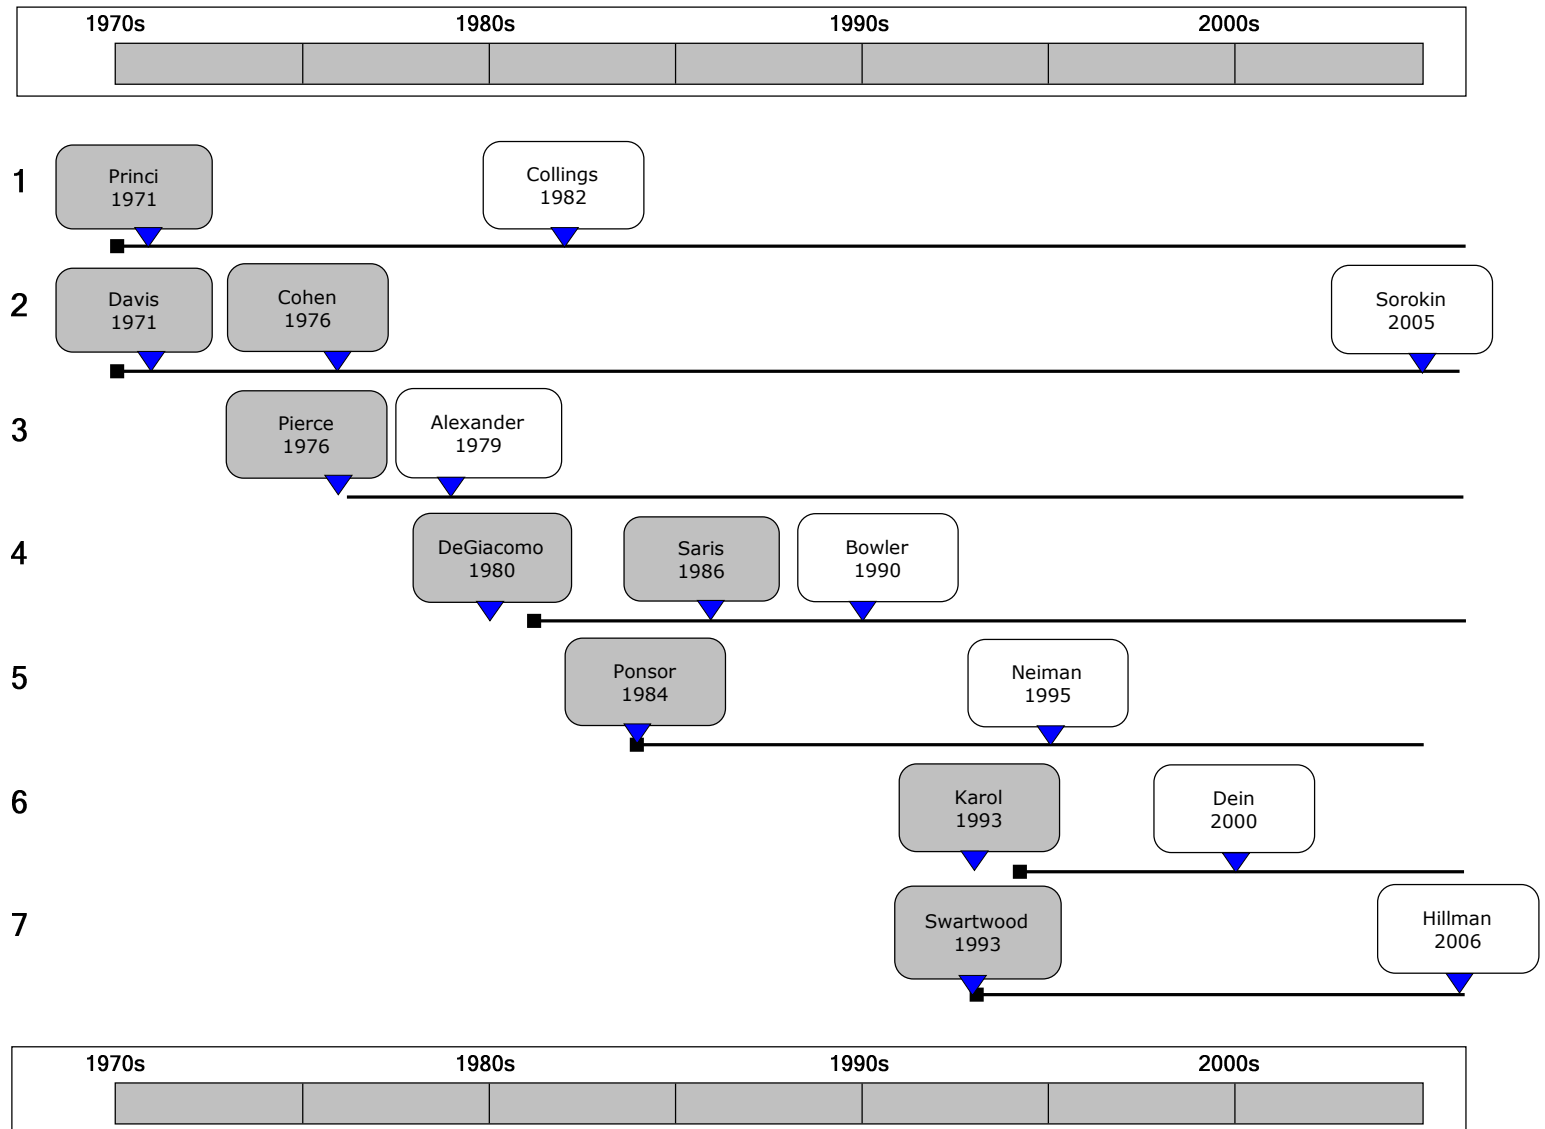 1970s 1980s 1990s 2000s
1
Princi
1971
Collings
1982
2
Davis
1971
Cohen
1976
Sorokin
2005
3
Pierce
1976
Alexander
1979
4
DeGiacomo
1980
Saris
1986
Bowler
1990
5
Ponsor
1984
Neiman
1995
6
Karol
1993
Dein
2000
7
Swartwood
1993
Hillman
2006
1970s 1980s 1990s 2000s